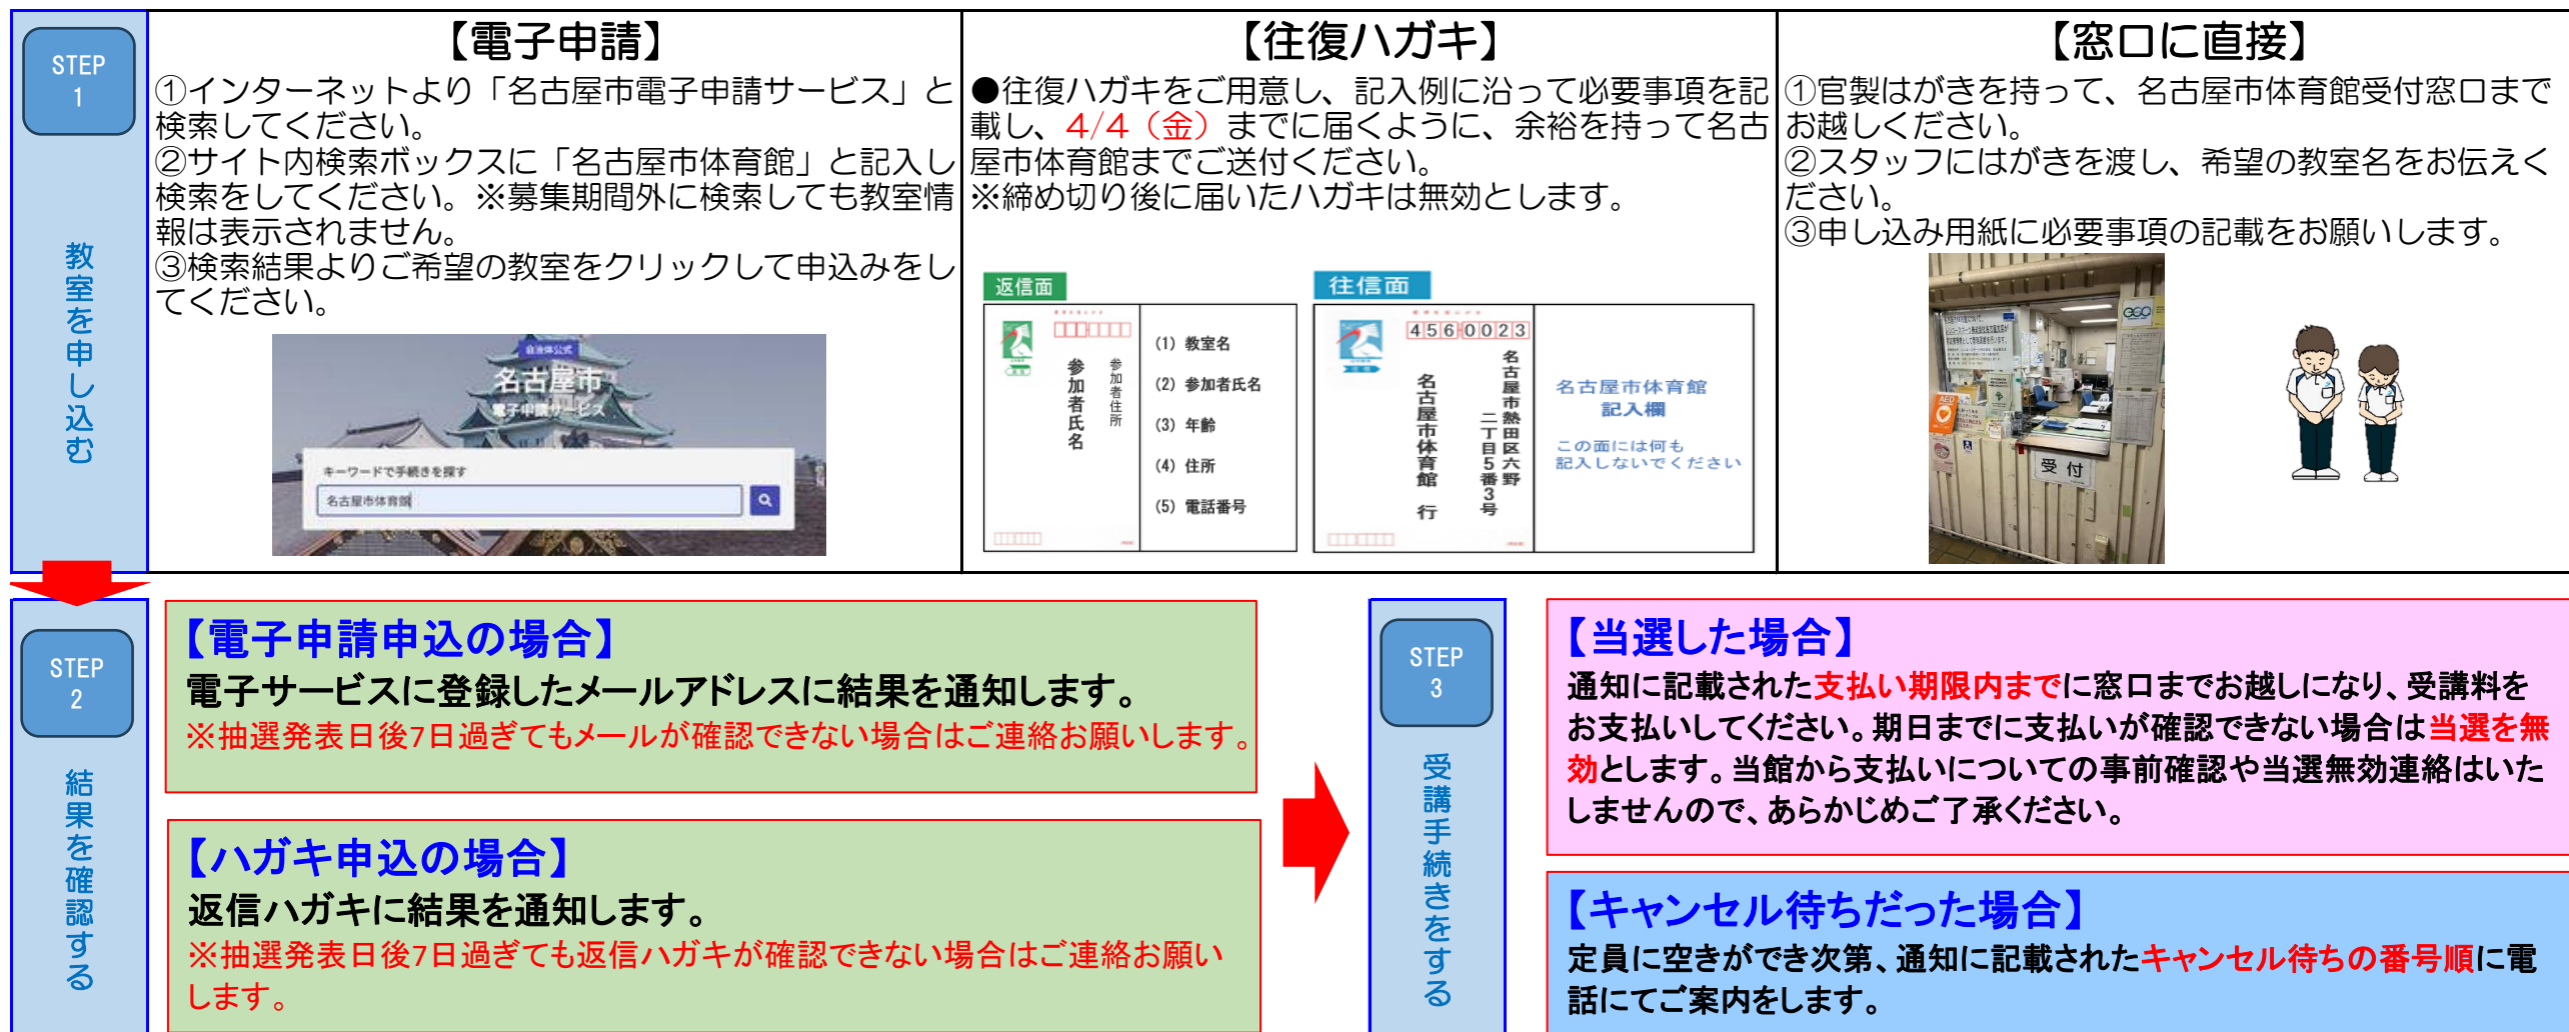 STEP
1
教室を申し込む
【電子申請】
①インターネットより「名古屋市電子申請サービス」と
検索してください。
②サイト内検索ボックスに「名古屋市体育館」と記入し
検索をしてください。※募集期間外に検索しても教室情
報は表示されません。
③検索結果よりご希望の教室をクリックして申込みをし
てください。
自治体公式
名古屋市
電子申請サービス
キーワードで手続きを探す
名古屋市体育館
【往復ハガキ】
●往復ハガキをご用意し、記入例に沿って必要事項を記
載し、4/4（金）までに届くように、余裕を持って名古
屋市体育館までご送付ください。
※締め切り後に届いたハガキは無効とします。
返信面
参加者住所
参加者氏名
(1) 教室名
(2) 参加者氏名
(3) 年齢
(4) 住所
(5) 電話番号
往信面
4560023
名古屋市熱田区六野
二丁目5番3号
名古屋市体育館 行
名古屋市体育館
記入欄
この面には何も
記入しないでください
【窓口に直接】
①官製はがきを持って、名古屋市体育館受付窓口まで
お越しください。
②スタッフにはがきを渡し、希望の教室名をお伝えく
ださい。
③申し込み用紙に必要事項の記載をお願いします。
AED
受付
STEP
2
結果を確認する
【電子申請申込の場合】
電子サービスに登録したメールアドレスに結果を通知します。
※抽選発表日後7日過ぎてもメールが確認できない場合はご連絡お願いします。
【ハガキ申込の場合】
返信ハガキに結果を通知します。
※抽選発表日後7日過ぎても返信ハガキが確認できない場合はご連絡お願い
します。
STEP
3
受講手続きをする
【当選した場合】
通知に記載された支払い期限内までに窓口までお越しになり、受講料を
お支払いしてください。期日までに支払いが確認できない場合は当選を無
効とします。当館から支払いについての事前確認や当選無効連絡はいた
しませんので、あらかじめご了承ください。
【キャンセル待ちだった場合】
定員に空きができ次第、通知に記載されたキャンセル待ちの番号順に電
話にてご案内をします。